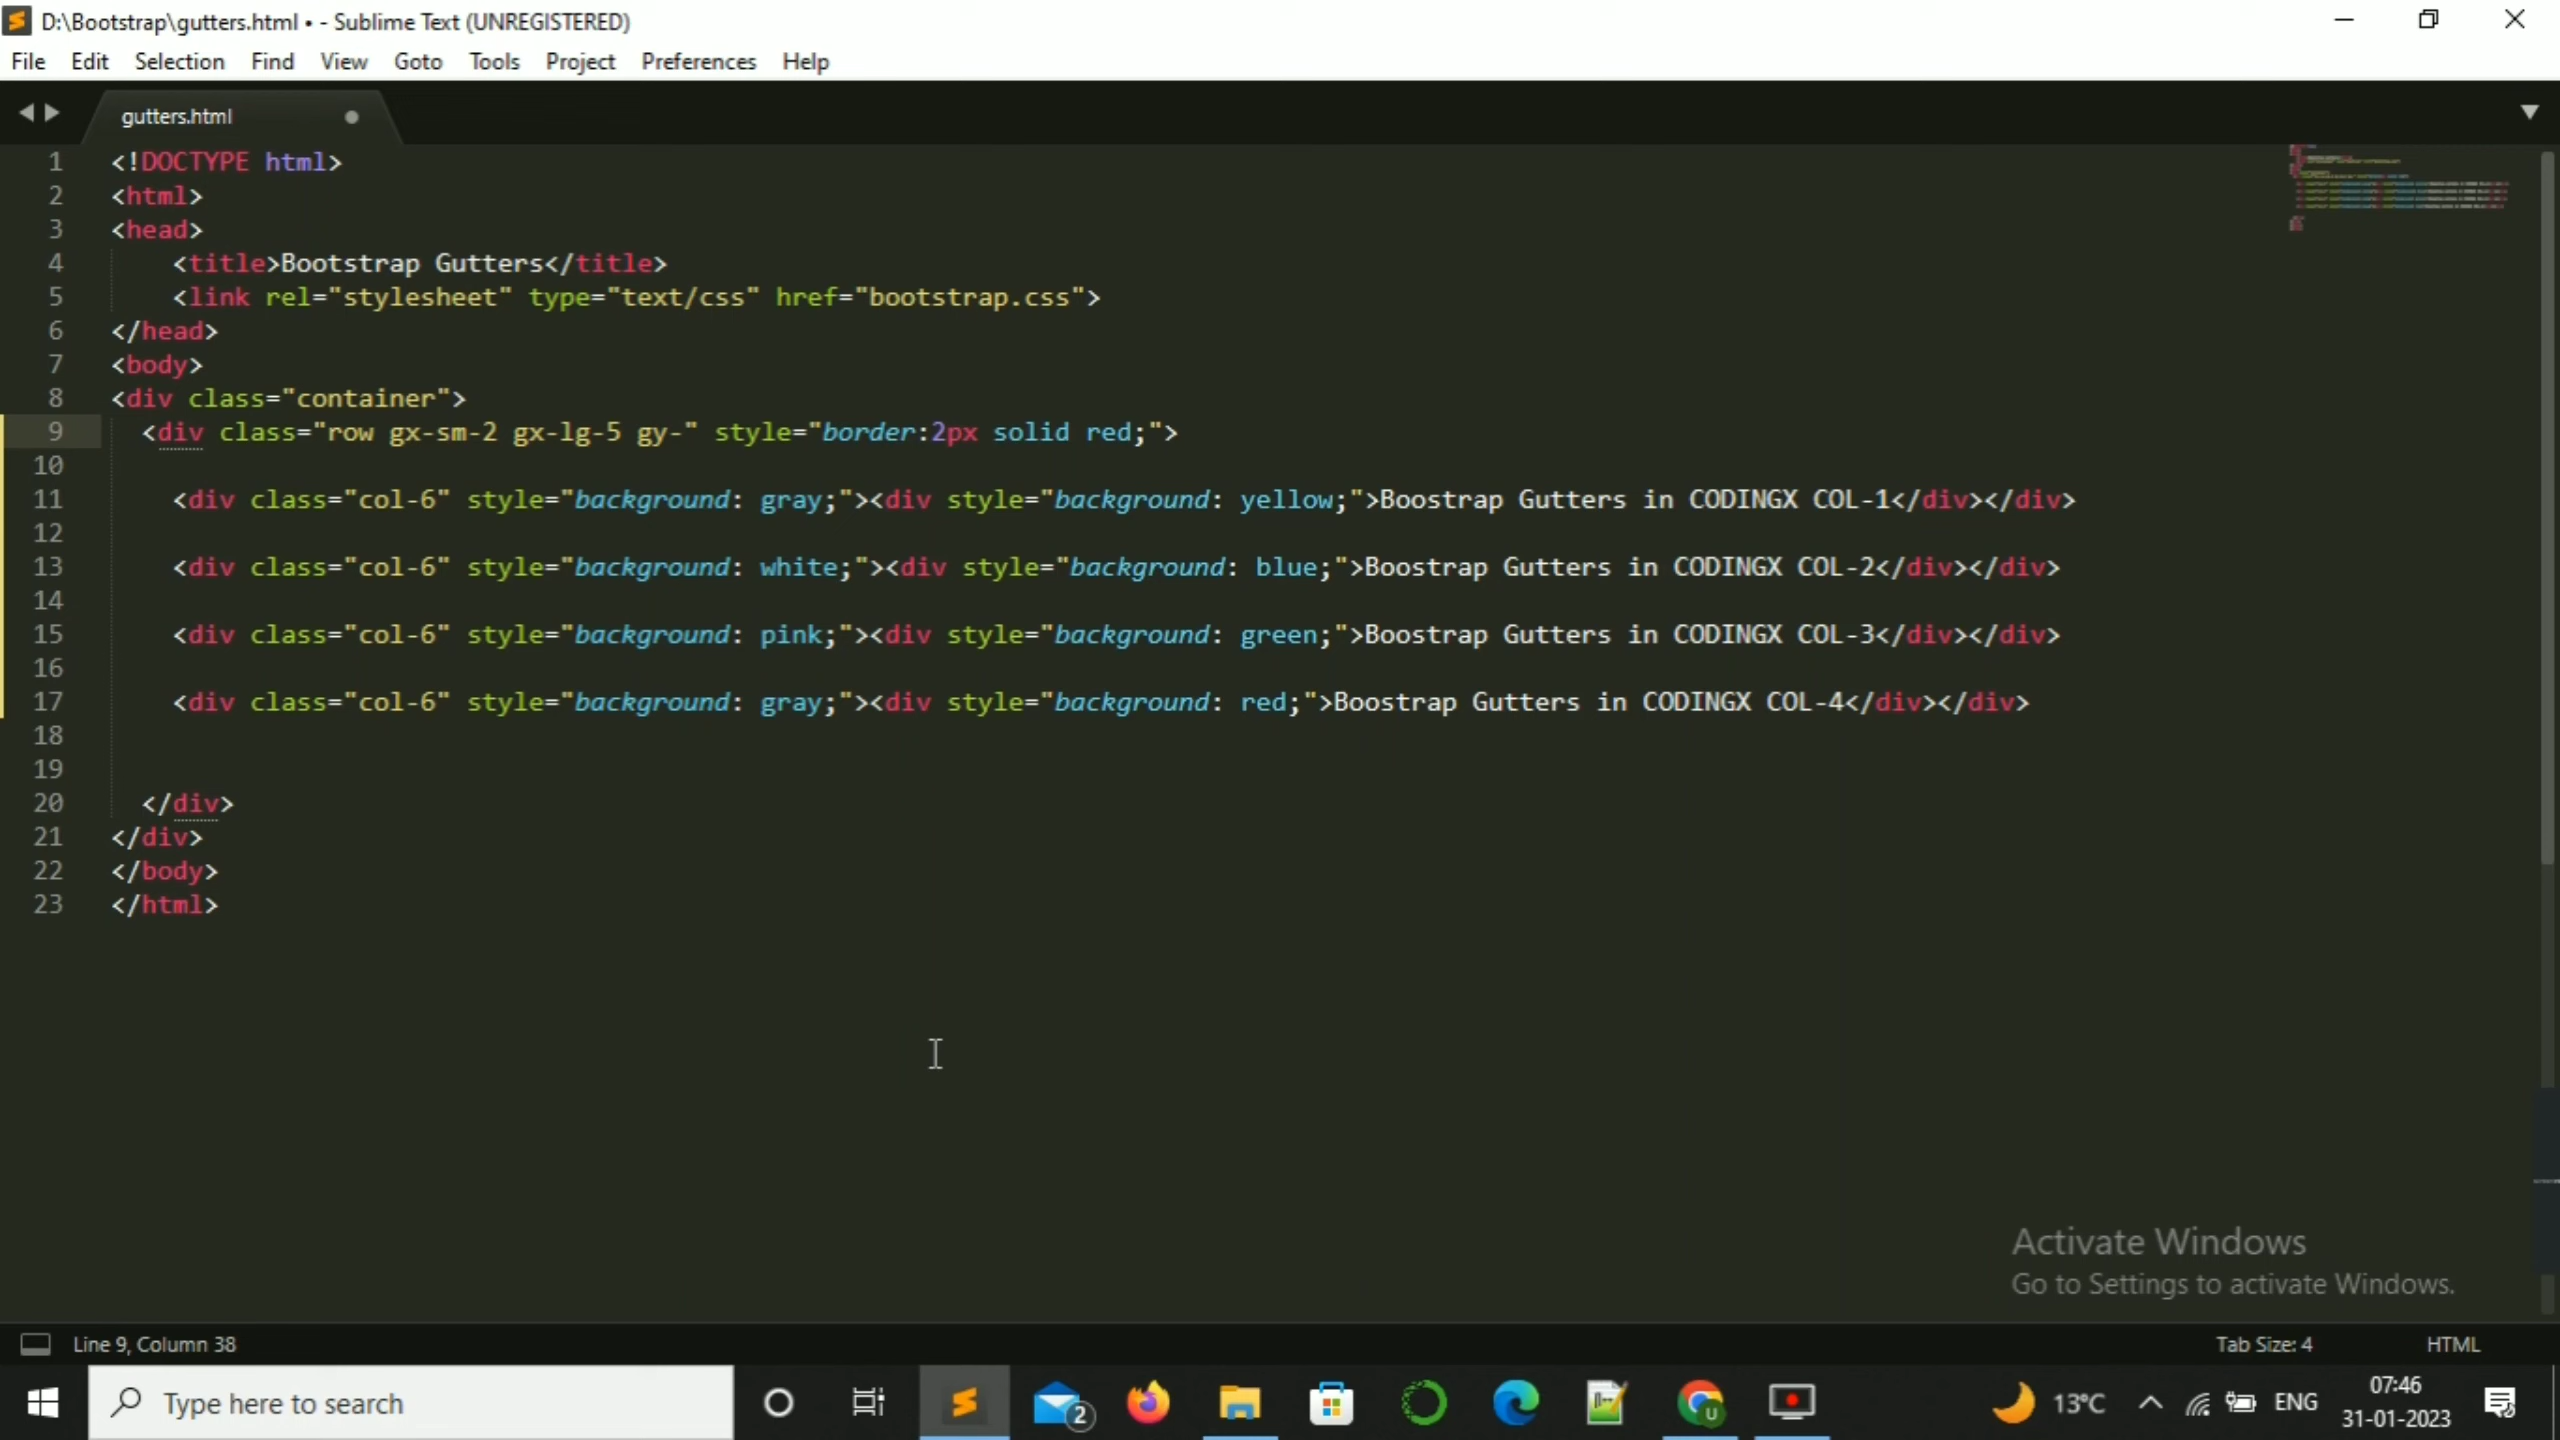 D:\Bootstrap\gutters.html • - Sublime Text (UNREGISTERED)
File Edit Selection Find View Goto Tools Project Preferences Help
gutters.html
1 <!DOCTYPE html>
2 <html>
3 <head>
4 <title>Bootstrap Gutters</title>
5 <link rel="stylesheet" type="text/css" href="bootstrap.css">
6 </head>
7 <body>
8 <div class="container">
9 <div class="row gx-sm-2 gx-lg-5 gy-" style="border:2px solid red;">
10
11 <div class="col-6" style="background: gray;"><div style="background: yellow;">Boostrap Gutters in CODINGX COL-1</div></div>
12
13 <div class="col-6" style="background: white;"><div style="background: blue;">Boostrap Gutters in CODINGX COL-2</div></div>
14
15 <div class="col-6" style="background: pink;"><div style="background: green;">Boostrap Gutters in CODINGX COL-3</div></div>
16
17 <div class="col-6" style="background: gray;"><div style="background: red;">Boostrap Gutters in CODINGX COL-4</div></div>
18
19
20 </div>
21 </div>
22 </body>
23 </html>
Activate Windows
Go to Settings to activate Windows.
Line 9, Column 38
Tab Size: 4 HTML
Type here to search
2
U
13°C
ENG
07:46
31-01-2023